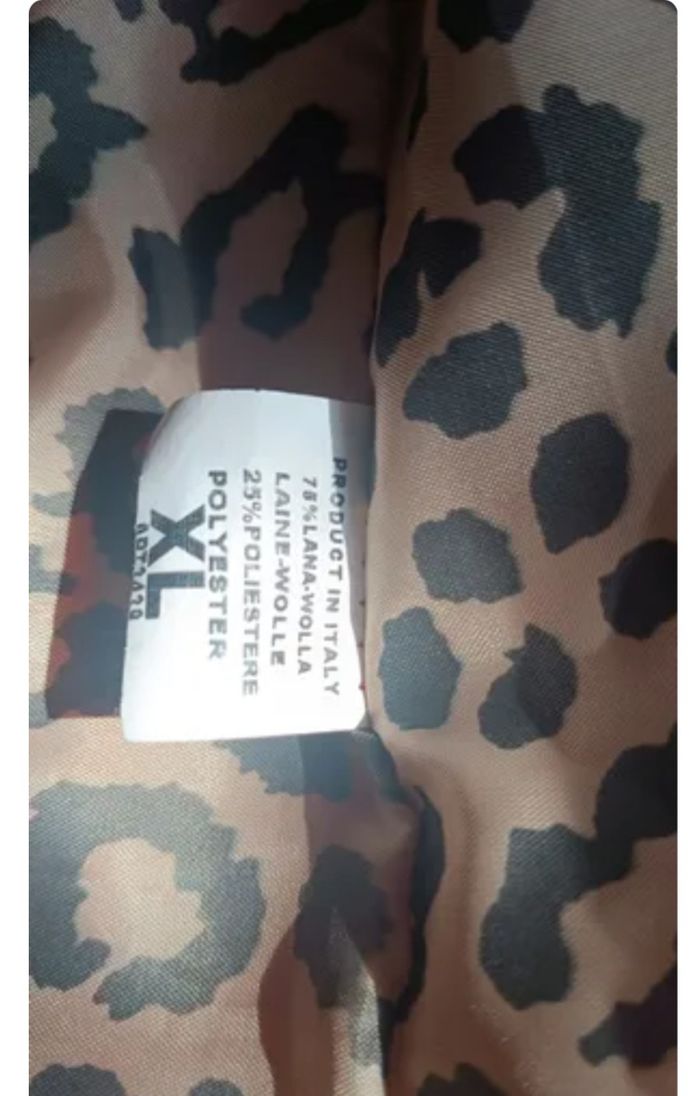 PRODUCT IN ITALY
75%LANA-WOLLA
LAINE-WOLLE
25%POLIESTERE
POLYESTER
XL